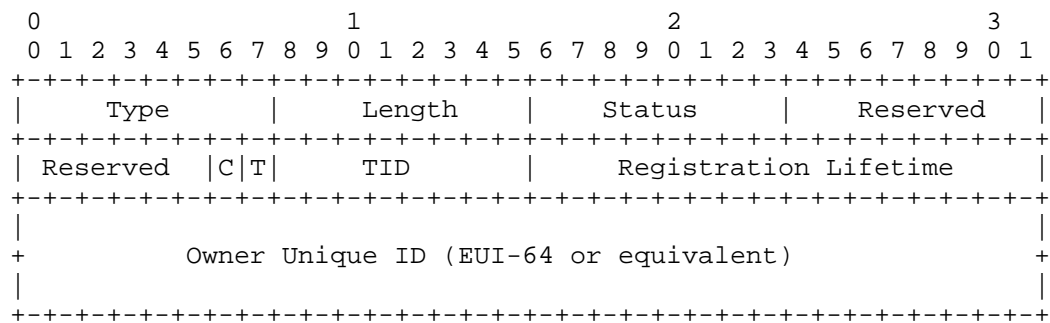 0                   1                   2                   3
 0 1 2 3 4 5 6 7 8 9 0 1 2 3 4 5 6 7 8 9 0 1 2 3 4 5 6 7 8 9 0 1
+-+-+-+-+-+-+-+-+-+-+-+-+-+-+-+-+-+-+-+-+-+-+-+-+-+-+-+-+-+-+-+-+
|     Type      |     Length    |    Status     |    Reserved   |
+-+-+-+-+-+-+-+-+-+-+-+-+-+-+-+-+-+-+-+-+-+-+-+-+-+-+-+-+-+-+-+-+
| Reserved  |C|T|     TID       |     Registration Lifetime     |
+-+-+-+-+-+-+-+-+-+-+-+-+-+-+-+-+-+-+-+-+-+-+-+-+-+-+-+-+-+-+-+-+
|                                                               |
+          Owner Unique ID (EUI-64 or equivalent)               +
|                                                               |
+-+-+-+-+-+-+-+-+-+-+-+-+-+-+-+-+-+-+-+-+-+-+-+-+-+-+-+-+-+-+-+-+